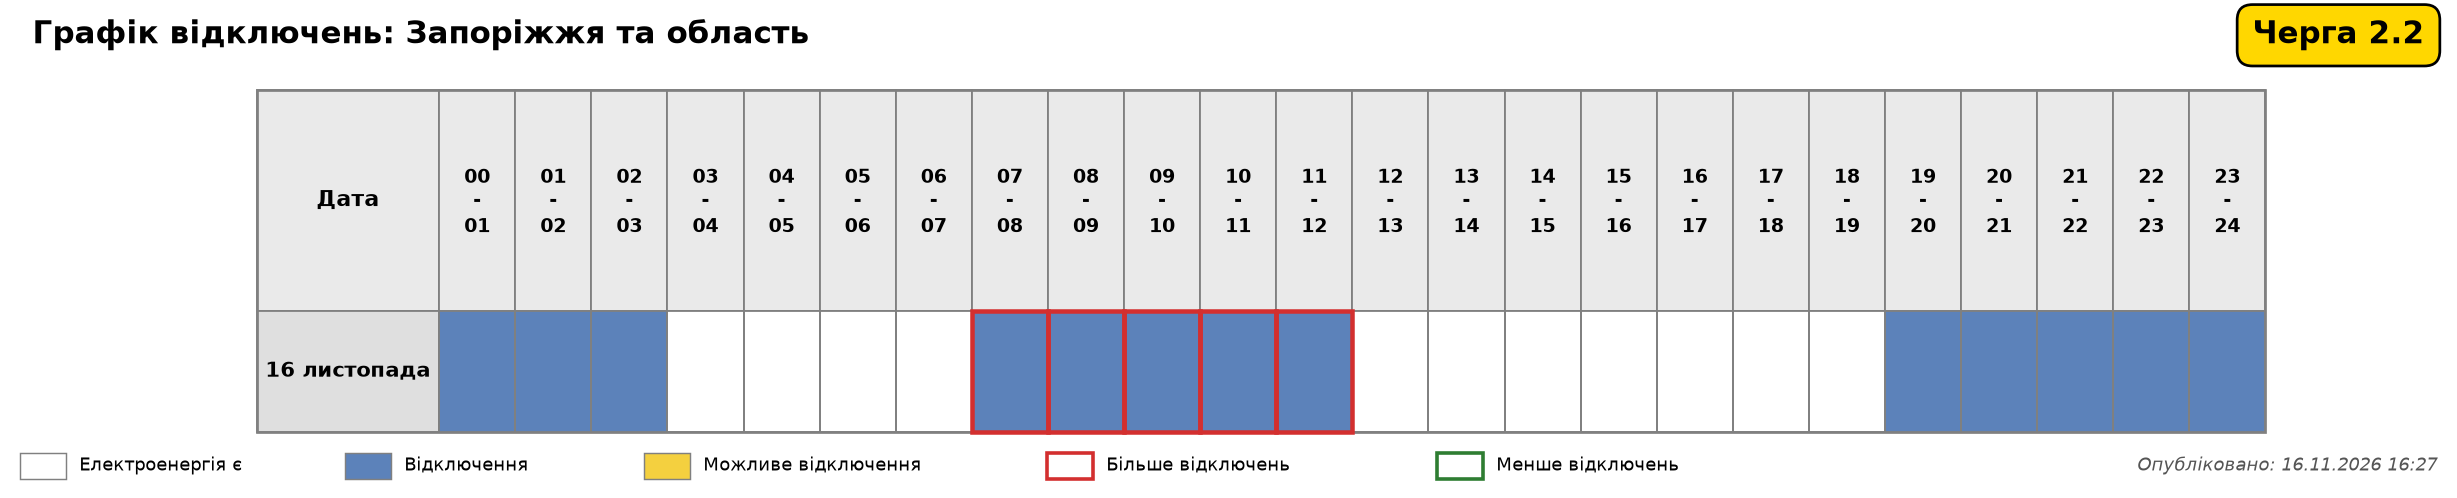 Графік відключень: Запоріжжя та область
Черга 2.2
Дата
00 - 01
01 - 02
02 - 03
03 - 04
04 - 05
05 - 06
06 - 07
07 - 08
08 - 09
09 - 10
10 - 11
11 - 12
12 - 13
13 - 14
14 - 15
15 - 16
16 - 17
17 - 18
18 - 19
19 - 20
20 - 21
21 - 22
22 - 23
23 - 24
16 листопада
Електроенергія є
Відключення
Можливе відключення
Більше відключень
Менше відключень
Опубліковано: 16.11.2026 16:27